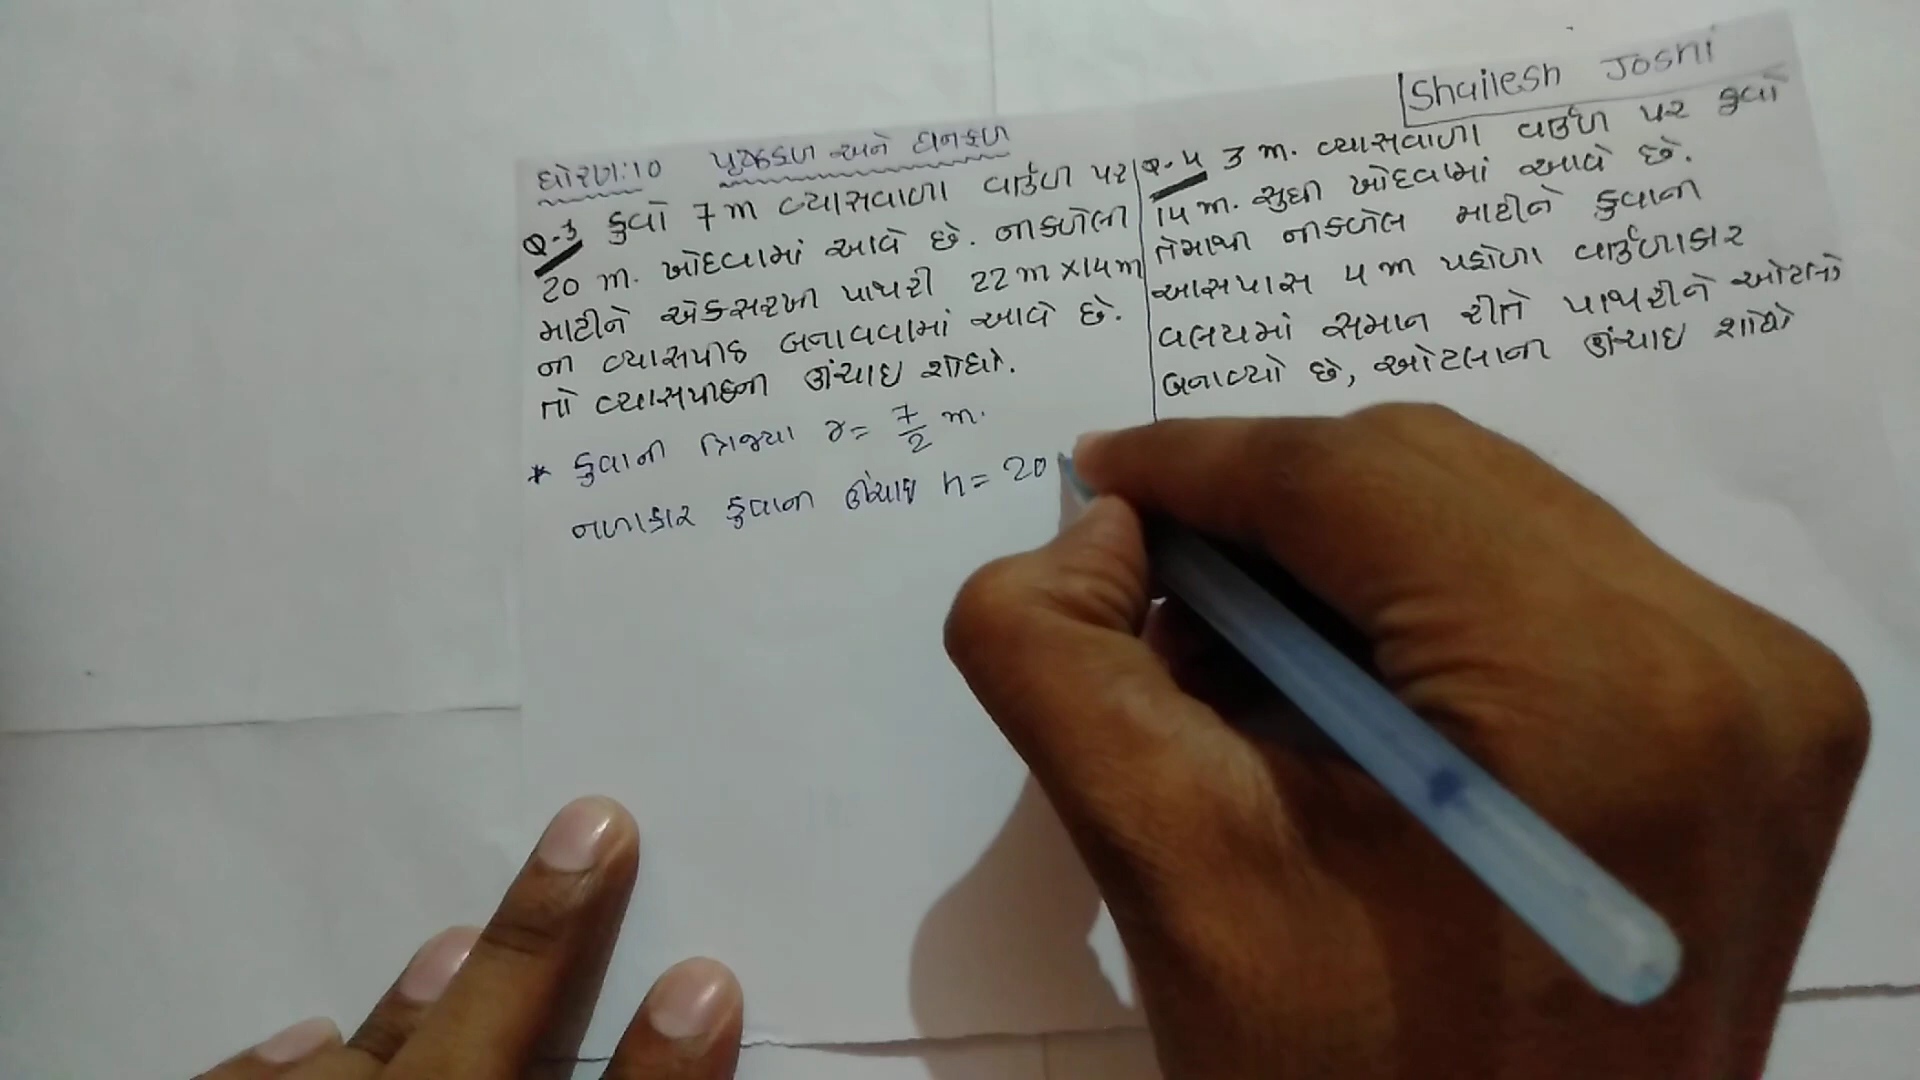 Shailesh Joshi
ધોરણ:10 પૃષ્ઠફળ અને ઘનફળ
Q-3 કુવો 7 m વ્યાસવાળા વર્તુળ પર
20 m. ખોદવામાં આવે છે. નીકળેલી
માટીને એકસરખી પાથરી 22 m X 14 m
ની વ્યાસપીઠ બનાવવામાં આવે છે.
તો વ્યાસપીઠની ઊંચાઇ શોધો.
* કુવાની ત્રિજ્યા r = 7/2 m.
નળાકાર કુવાની ઊંચાઇ h = 20
Q-4 3 m. વ્યાસવાળા વર્તુળ પર કુવો
14 m. સુધી ખોદવામાં આવે છે.
તેમાથી નીકળેલ માટીને કુવાની
આસપાસ 4 m પહોળા વર્તુળાકાર
વલયમાં સમાન રીતે પાથરીને ઓટલો
બનાવ્યો છે, ઓટલાની ઊંચાઇ શોધો